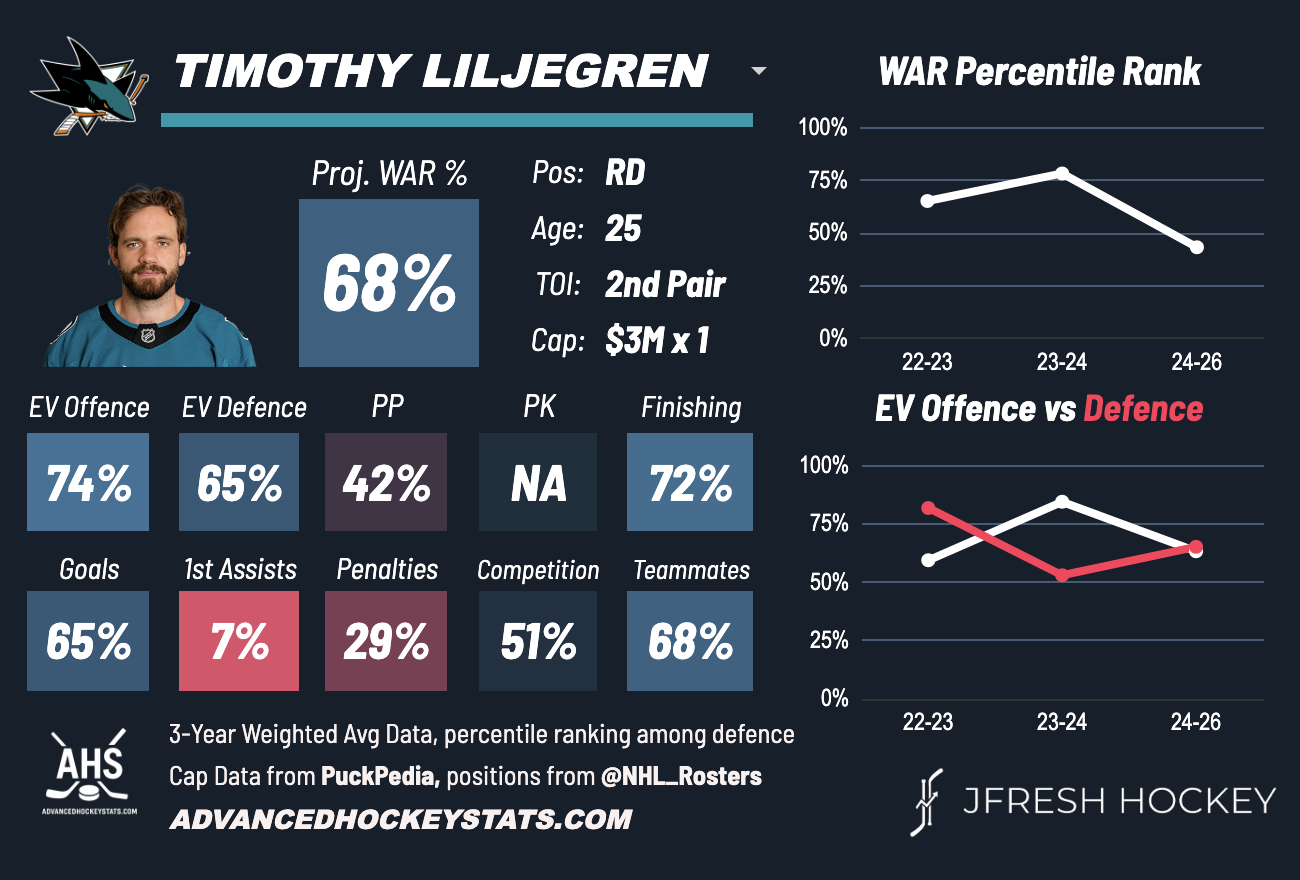 TIMOTHY LILJEGREN
Proj. WAR %
68%
Pos: RD
Age: 25
TOI: 2nd Pair
Cap: $3M x 1
EV Offence EV Defence PP PK Finishing
74% 65% 42% NA 72%
Goals 1st Assists Penalties Competition Teammates
65% 7% 29% 51% 68%
WAR Percentile Rank
100%
75%
50%
25%
0%
22-23 23-24 24-26
EV Offence vs Defence
100%
75%
50%
25%
0%
22-23 23-24 24-26
AHS
ADVANCEDHOCKEYSTATS.COM
3-Year Weighted Avg Data, percentile ranking among defence
Cap Data from PuckPedia, positions from @NHL_Rosters
ADVANCEDHOCKEYSTATS.COM
JFRESH HOCKEY